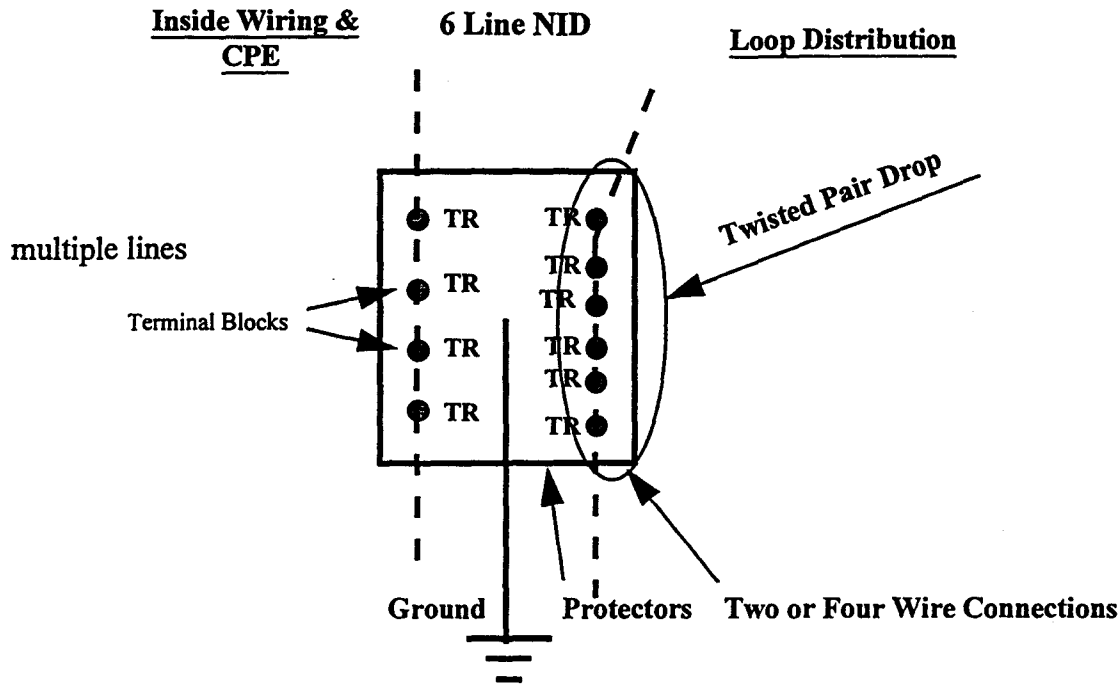 Inside Wiring &
CPE
6 Line NID
Loop Distribution
Twisted Pair Drop
multiple lines
Terminal Blocks
TR
TR
TR
TR
TR
TR
TR
TR
TR
TR
Ground
Protectors
Two or Four Wire Connections